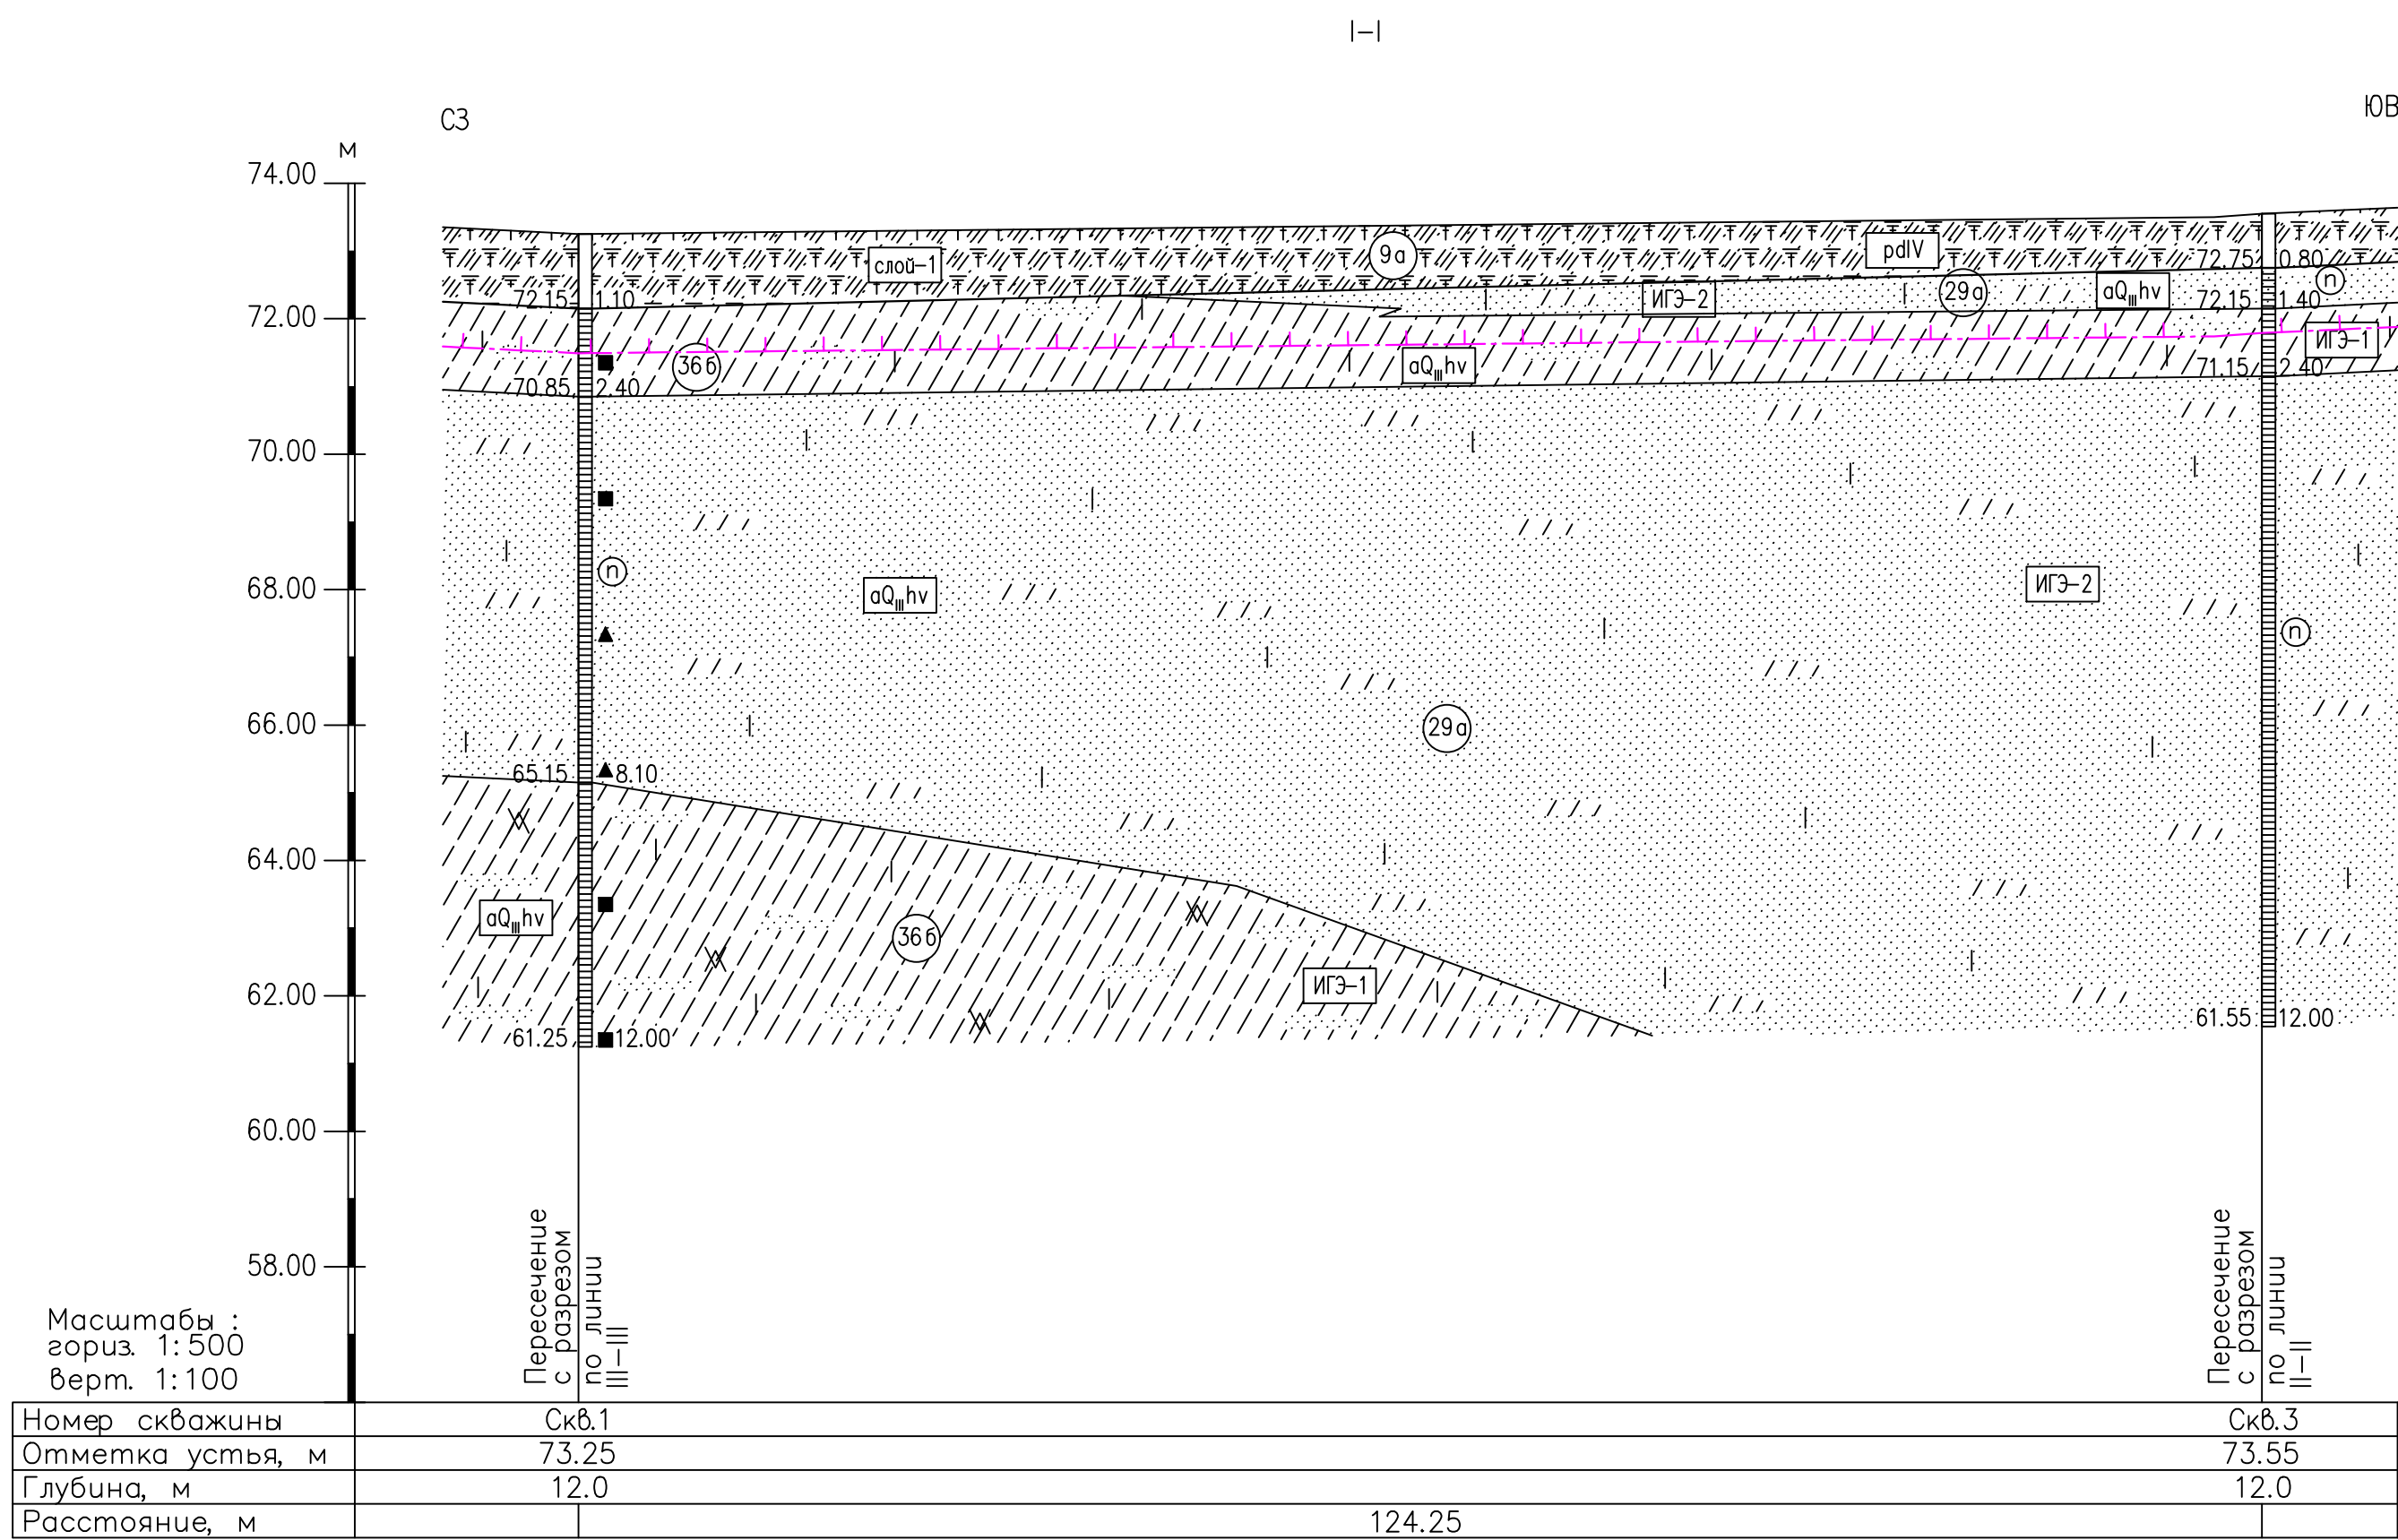 I–I
СЗ
ЮВ
м
74.00
72.00
70.00
68.00
66.00
64.00
62.00
60.00
58.00
слой-1
9а
pdIV
72.75
0.80
n
72.15
1.10
ИГЭ-2
29а
aQIIIhv
72.15
1.40
ИГЭ-1
36б
aQIIIhv
70.85
2.40
71.15
2.40
n
aQIIIhv
ИГЭ-2
n
29а
65.15
8.10
aQIIIhv
36б
ИГЭ-1
61.25
12.00
61.55
12.00
Пересечение
с разрезом
по линии
III–III
Пересечение
с разрезом
по линии
II–II
Масштабы :
гориз. 1:500
верт. 1:100
Номер скважины Скв.1 Скв.3
Отметка устья, м 73.25 73.55
Глубина, м 12.0 12.0
Расстояние, м 124.25